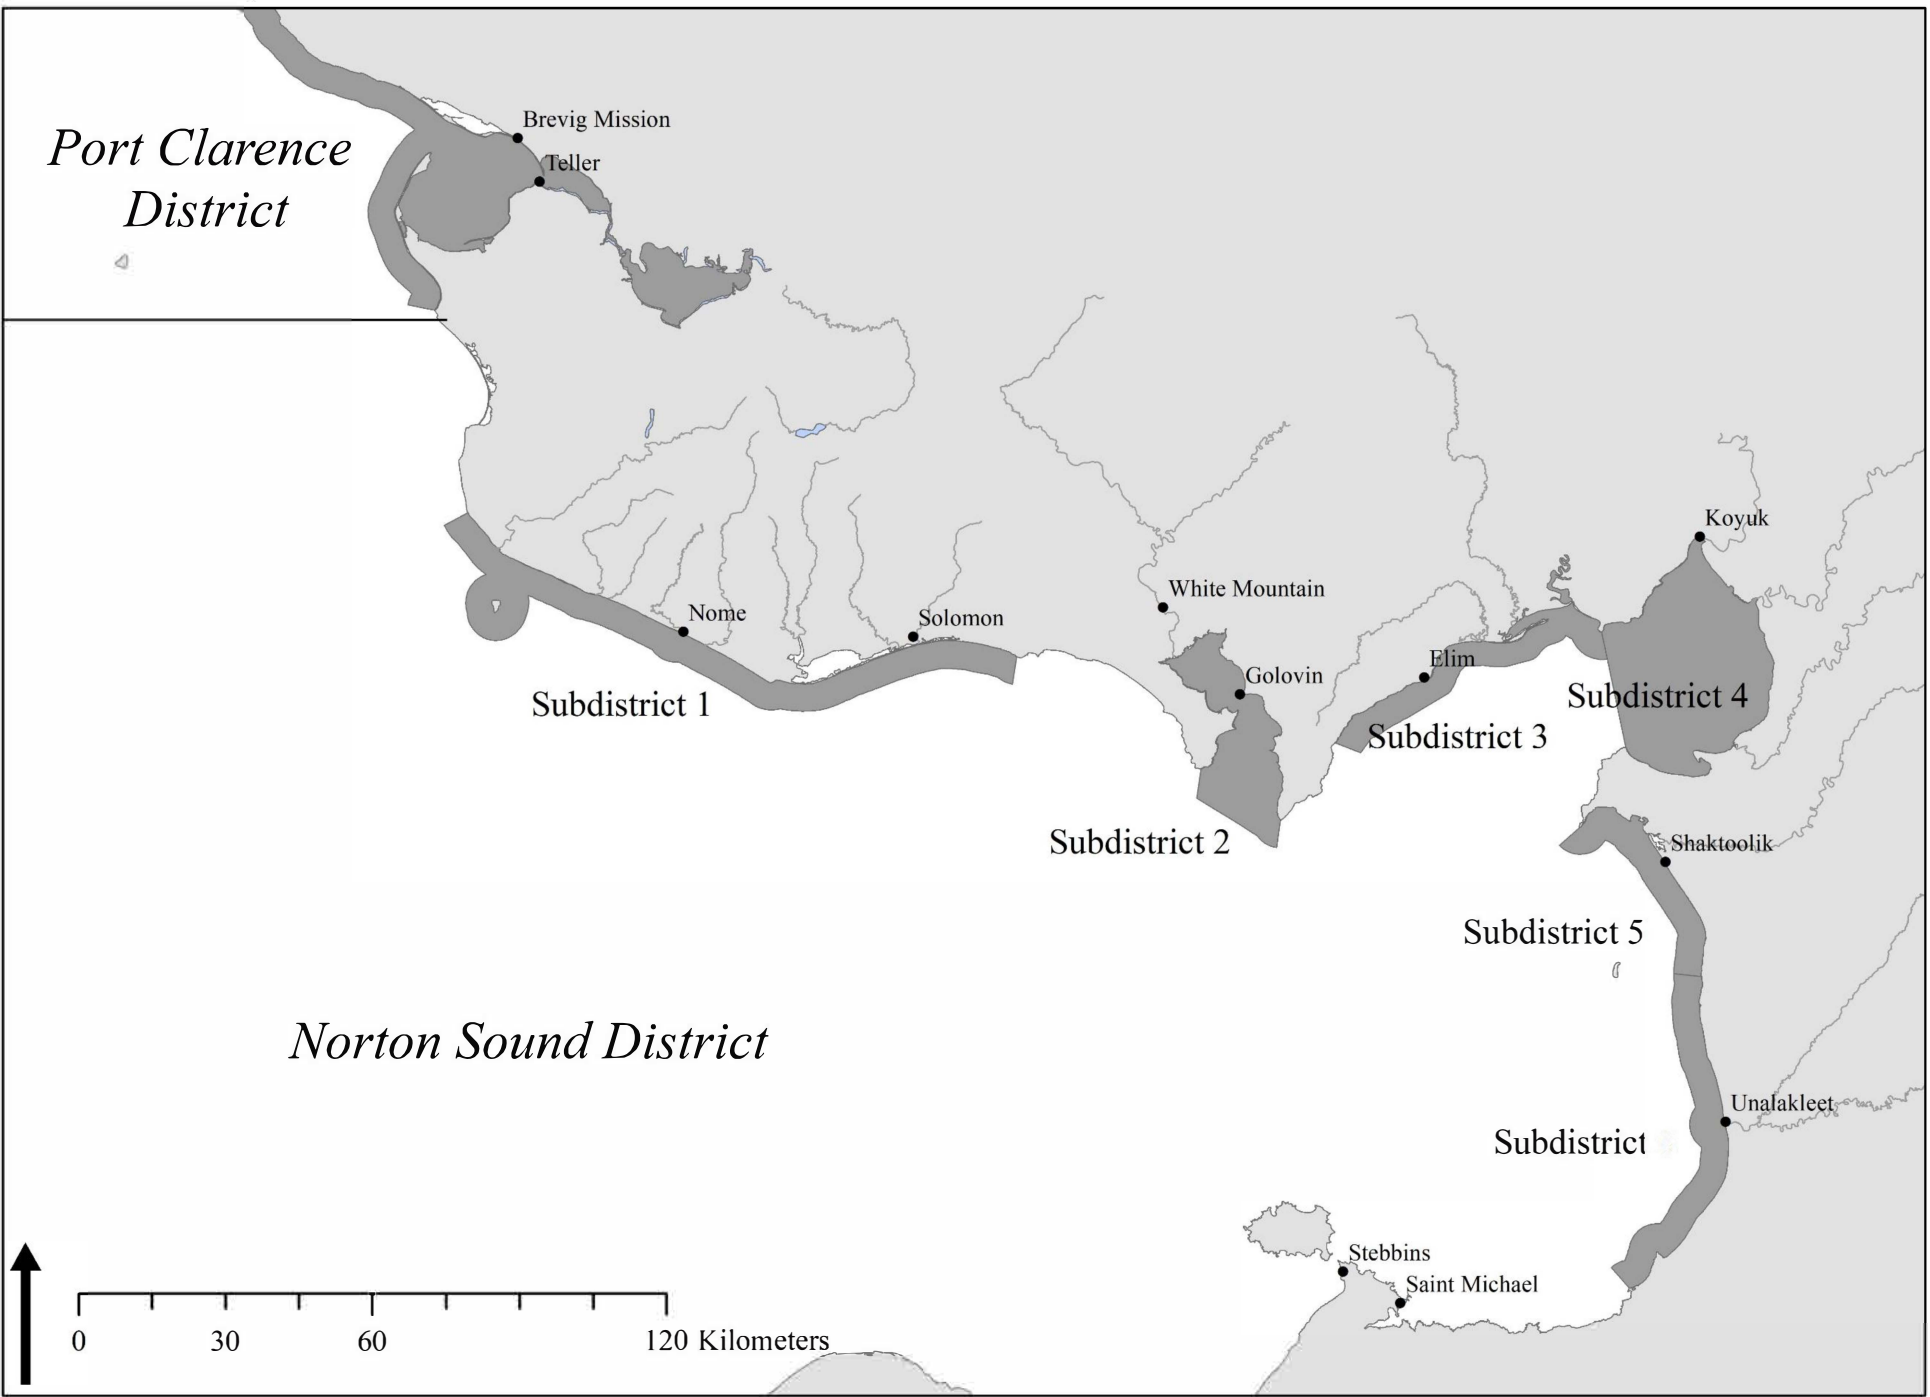 Brevig Mission
Port Clarence
District
Teller
Koyuk
White Mountain
Nome
Solomon
Elim
Golovin
Subdistrict 4
Subdistrict 1
Subdistrict 3
Subdistrict 2
Shaktoolik
Subdistrict 5
Norton Sound District
Unalakleet
Subdistrict
Stebbins
Saint Michael
0 30 60 120 Kilometers